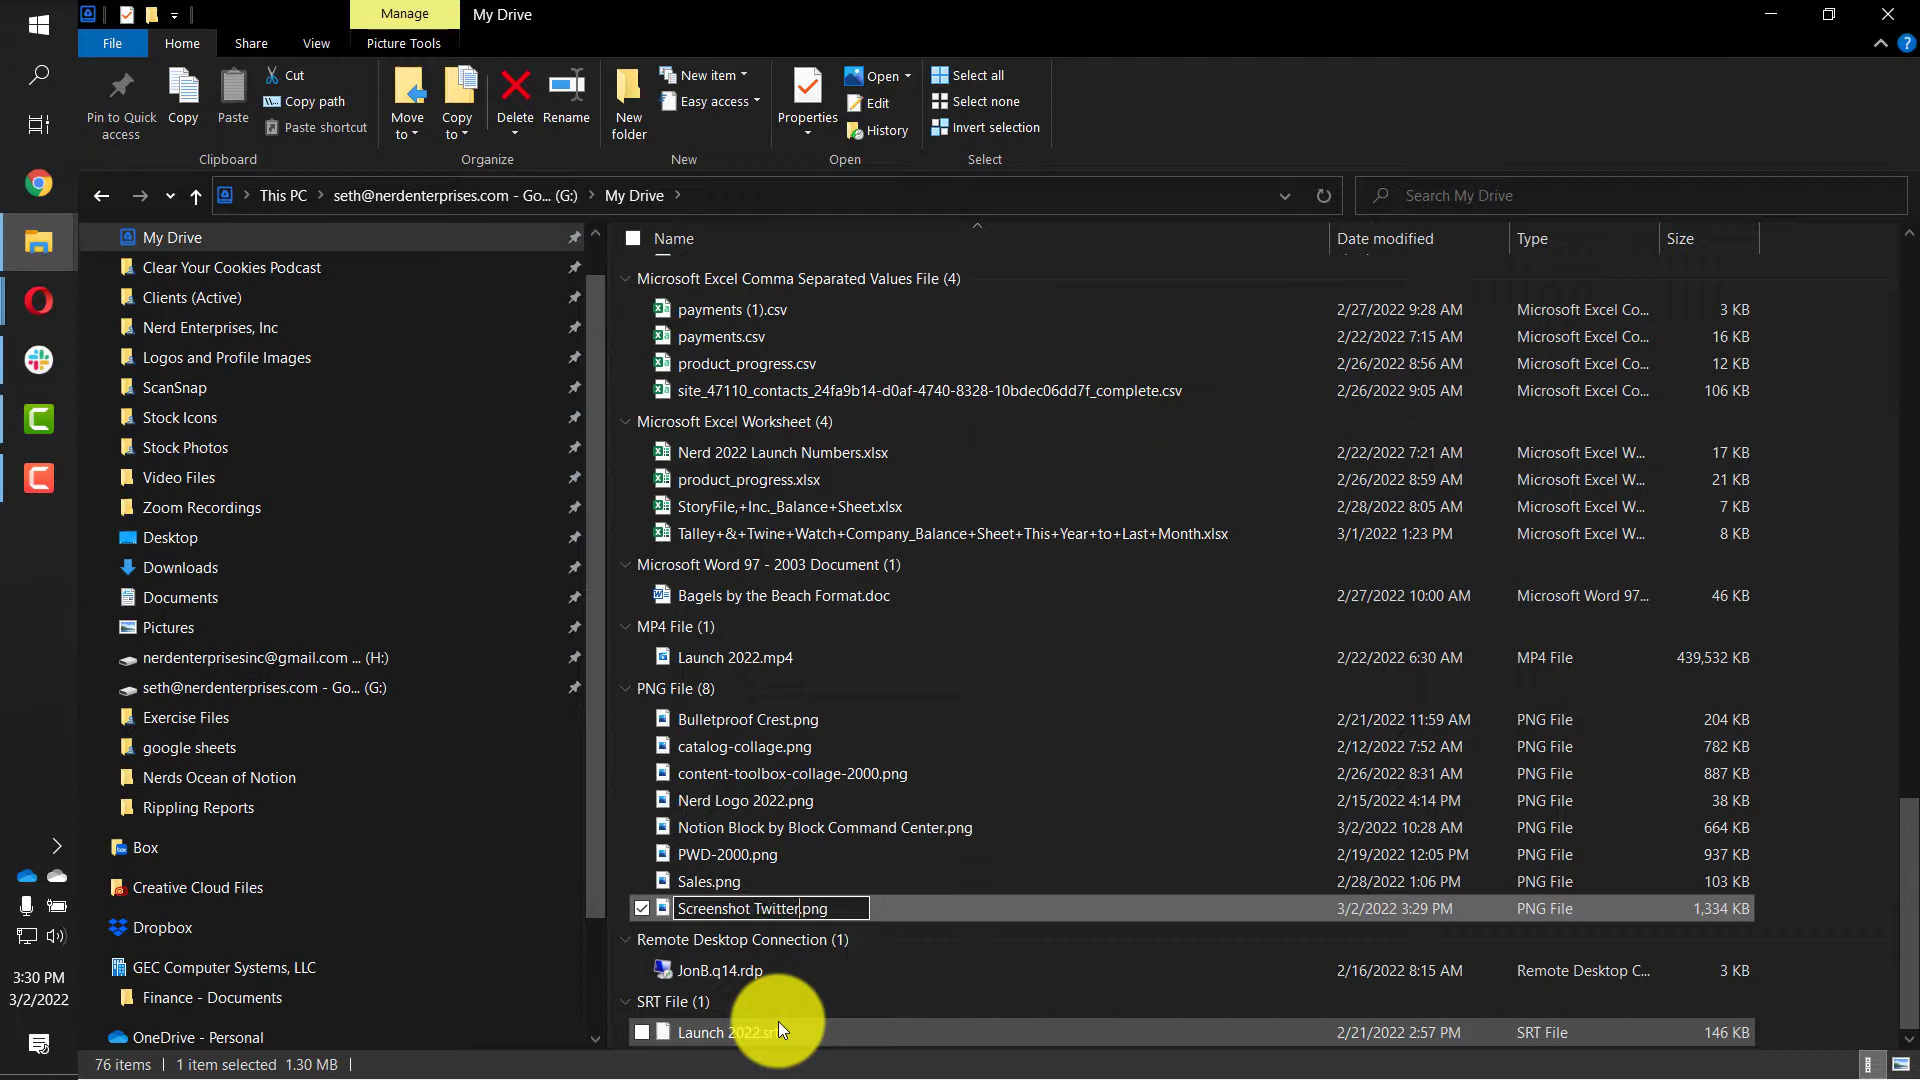 Manage
My Drive
File
Home
Share
View
Picture Tools
Pin to Quick access
Copy
Paste
Cut
Copy path
Paste shortcut
Clipboard
Move to
Copy to
Delete
Rename
Organize
New folder
New item
Easy access
New
Properties
Open
Edit
History
Open
Select all
Select none
Invert selection
Select
This PC
seth@nerdenterprises.com - Go... (G:)
My Drive
Search My Drive
My Drive
Clear Your Cookies Podcast
Clients (Active)
Nerd Enterprises, Inc
Logos and Profile Images
ScanSnap
Stock Icons
Stock Photos
Video Files
Zoom Recordings
Desktop
Downloads
Documents
Pictures
nerdenterprisesinc@gmail.com ... (H:)
seth@nerdenterprises.com - Go... (G:)
Exercise Files
google sheets
Nerds Ocean of Notion
Rippling Reports
Box
Creative Cloud Files
Dropbox
GEC Computer Systems, LLC
Finance - Documents
OneDrive - Personal
Name Date modified Type Size
Microsoft Excel Comma Separated Values File (4)
payments (1).csv 2/27/2022 9:28 AM Microsoft Excel Co... 3 KB
payments.csv 2/22/2022 7:15 AM Microsoft Excel Co... 16 KB
product_progress.csv 2/26/2022 8:56 AM Microsoft Excel Co... 12 KB
site_47110_contacts_24fa9b14-d0af-4740-8328-10bdec06dd7f_complete.csv 2/26/2022 9:05 AM Microsoft Excel Co... 106 KB
Microsoft Excel Worksheet (4)
Nerd 2022 Launch Numbers.xlsx 2/22/2022 7:21 AM Microsoft Excel W... 17 KB
product_progress.xlsx 2/26/2022 8:59 AM Microsoft Excel W... 21 KB
StoryFile,+Inc._Balance+Sheet.xlsx 2/28/2022 8:05 AM Microsoft Excel W... 7 KB
Talley+&+Twine+Watch+Company_Balance+Sheet+This+Year+to+Last+Month.xlsx 3/1/2022 1:23 PM Microsoft Excel W... 8 KB
Microsoft Word 97 - 2003 Document (1)
Bagels by the Beach Format.doc 2/27/2022 10:00 AM Microsoft Word 97... 46 KB
MP4 File (1)
Launch 2022.mp4 2/22/2022 6:30 AM MP4 File 439,532 KB
PNG File (8)
Bulletproof Crest.png 2/21/2022 11:59 AM PNG File 204 KB
catalog-collage.png 2/12/2022 7:52 AM PNG File 782 KB
content-toolbox-collage-2000.png 2/26/2022 8:31 AM PNG File 887 KB
Nerd Logo 2022.png 2/15/2022 4:14 PM PNG File 38 KB
Notion Block by Block Command Center.png 3/2/2022 10:28 AM PNG File 664 KB
PWD-2000.png 2/19/2022 12:05 PM PNG File 937 KB
Sales.png 2/28/2022 1:06 PM PNG File 103 KB
Screenshot Twitter.png 3/2/2022 3:29 PM PNG File 1,334 KB
Remote Desktop Connection (1)
JonB.q14.rdp 2/16/2022 8:15 AM Remote Desktop C... 3 KB
SRT File (1)
Launch 2022.srt 2/21/2022 2:57 PM SRT File 146 KB
3:30 PM
3/2/2022
76 items 1 item selected 1.30 MB